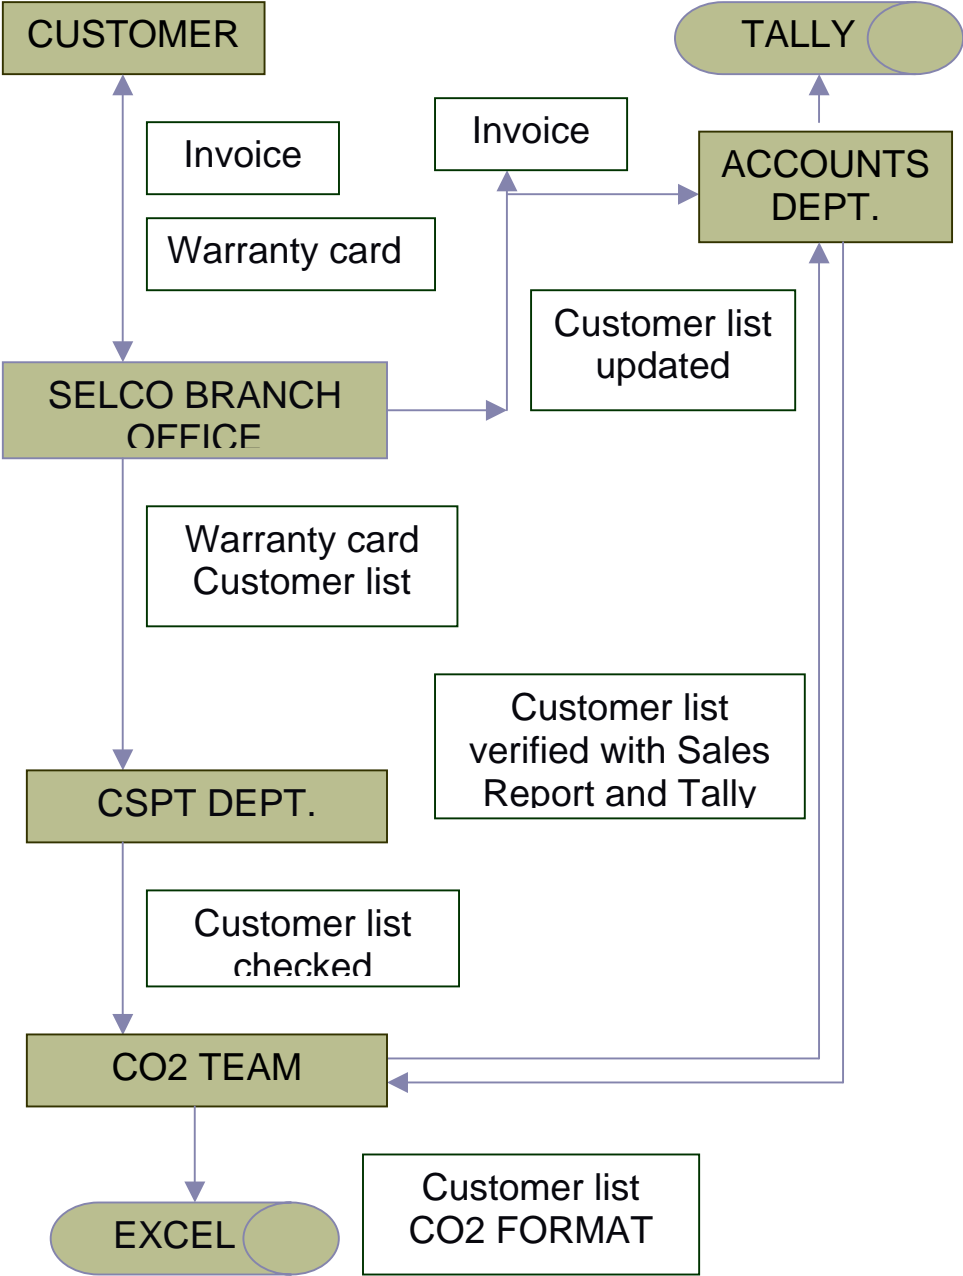 CUSTOMER
TALLY
Invoice
Invoice
ACCOUNTS
DEPT.
Warranty card
Customer list
updated
SELCO BRANCH
OFFICE
Warranty card
Customer list
Customer list
verified with Sales
Report and Tally
CSPT DEPT.
Customer list
checked
CO2 TEAM
Customer list
CO2 FORMAT
EXCEL